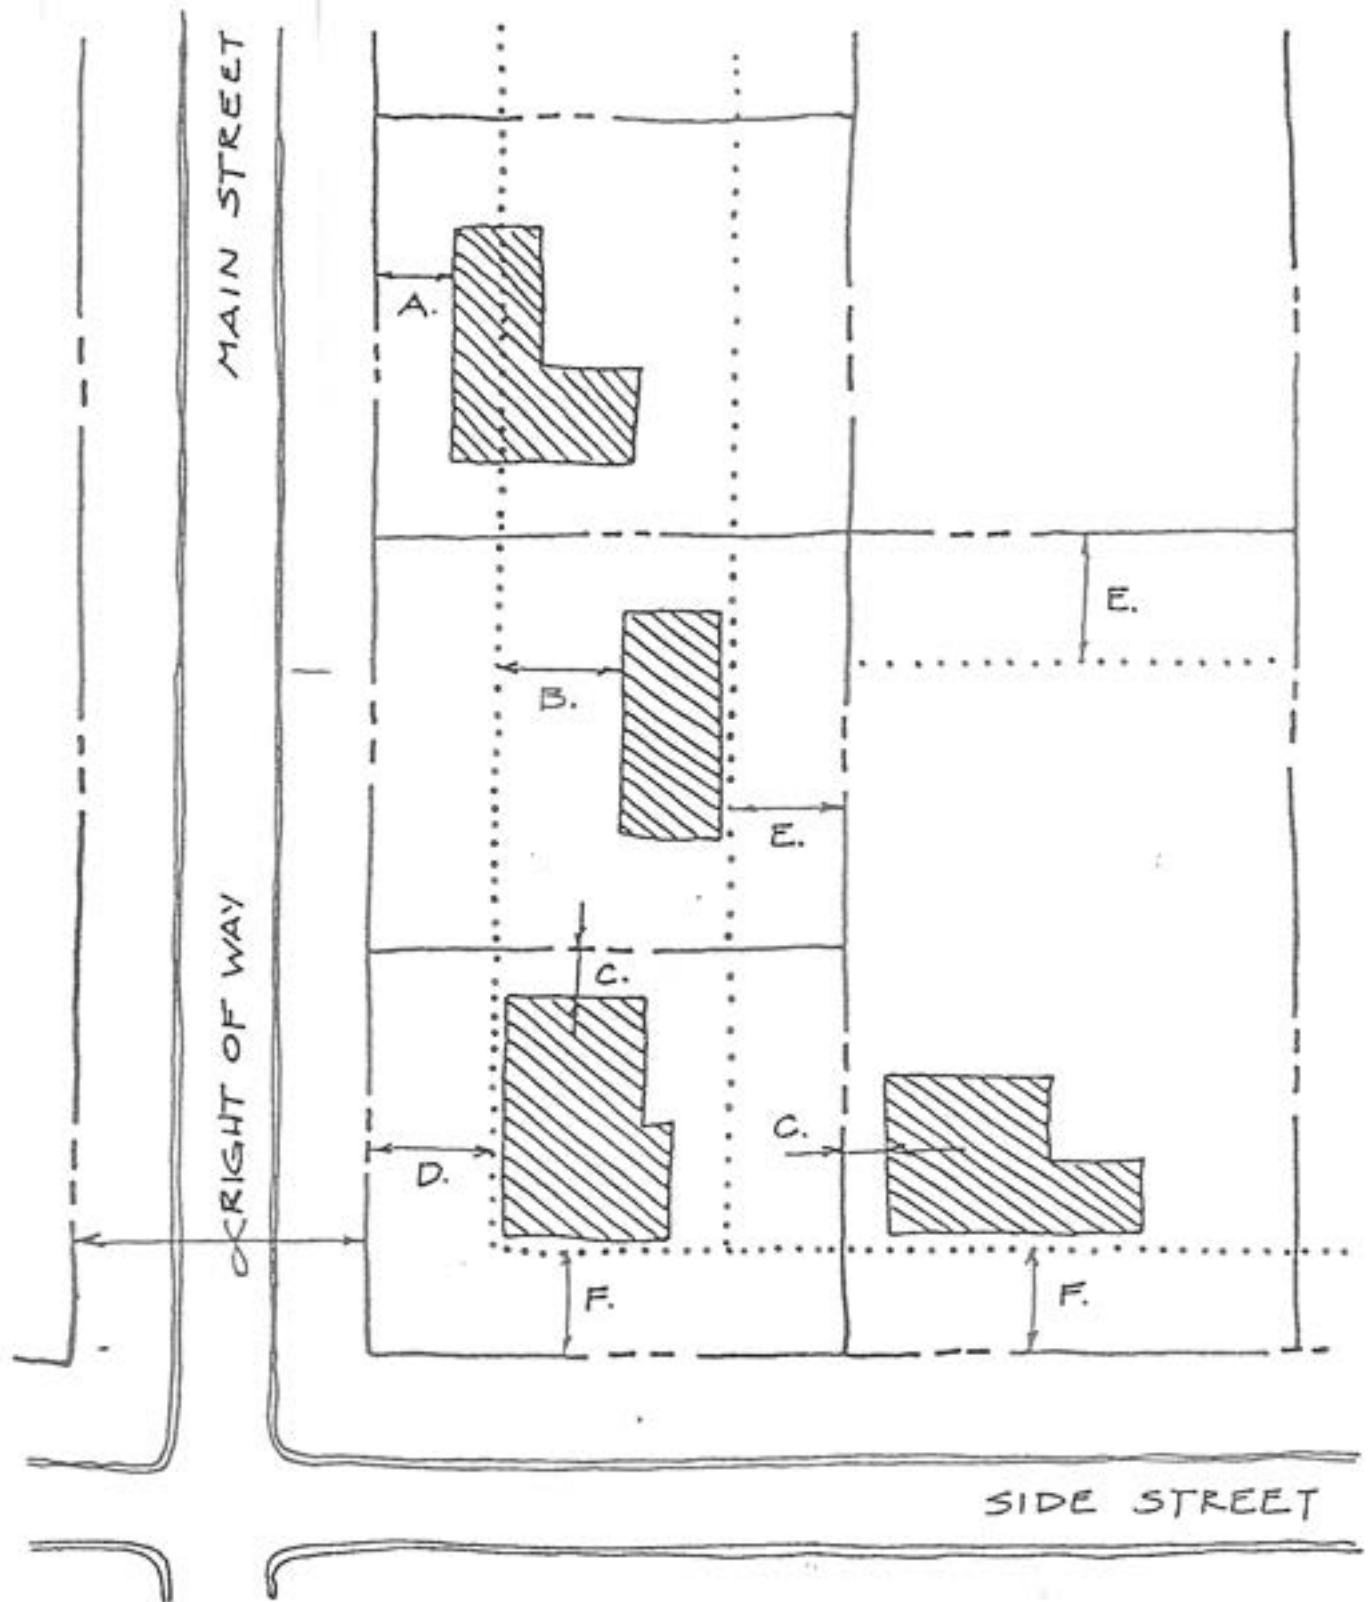 MAIN STREET
A.
E.
B.
E.
C.
RIGHT OF WAY
C.
D.
F.
F.
SIDE STREET